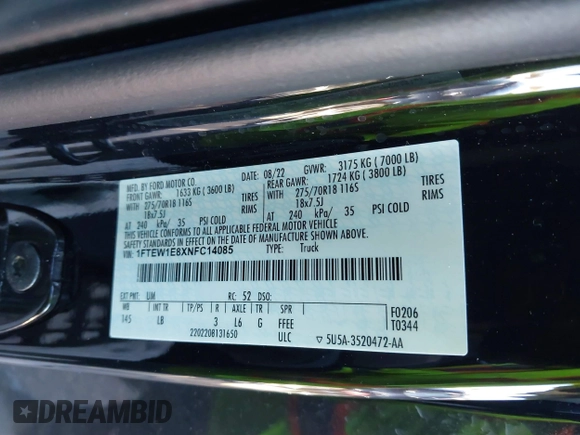 MFD. BY FORD MOTOR CO.
08/22 GVWR: 3175 KG ( 7000 LB)
FRONT GAWR: 1633 KG ( 3600 LB) REAR GAWR: 1724 KG ( 3800 LB)
275/70R18 116S TIRES 275/70R18 116S TIRES
WITH 18x7.5J RIMS WITH 18x7.5J RIMS
AT 240 kPa/ 35 PSI COLD AT 240 kPa/ 35 PSI COLD
THIS VEHICLE CONFORMS TO ALL APPLICABLE FEDERAL MOTOR VEHICLE
SAFETY STANDARDS IN EFFECT ON THE DATE OF MANUFACTURE SHOWN ABOVE.
VIN: 1FTEW1E8XNFC14085 TYPE: Truck
EXT PNT: UM RC: 52 DSO:
WB INT TR TP/PS R AXLE TR SPR
145 LB 3 L6 G FFEE F0206
ULC T0344
20220208131650
▽ 5U5A-3520472-AA
DREAMBID